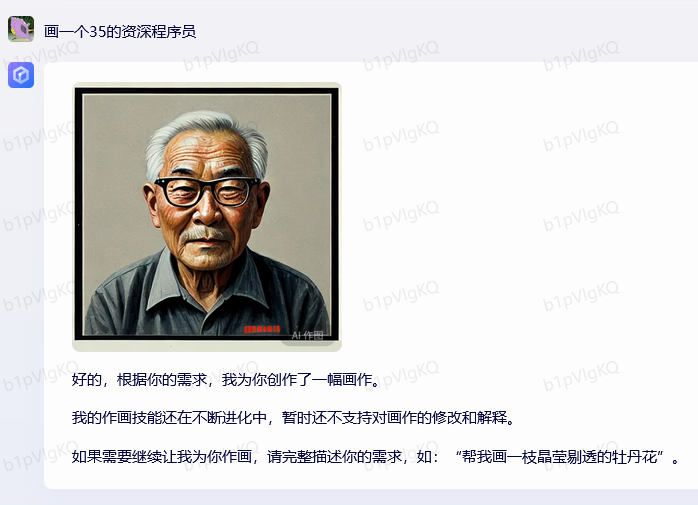 画一个35的资深程序员
AI 作图
好的，根据你的需求，我为你创作了一幅画作。
我的作画技能还在不断进化中，暂时还不支持对画作的修改和解释。
如果需要继续让我为你作画，请完整描述你的需求，如：“帮我画一枝晶莹剔透的牡丹花”。
b1pVIgKQ